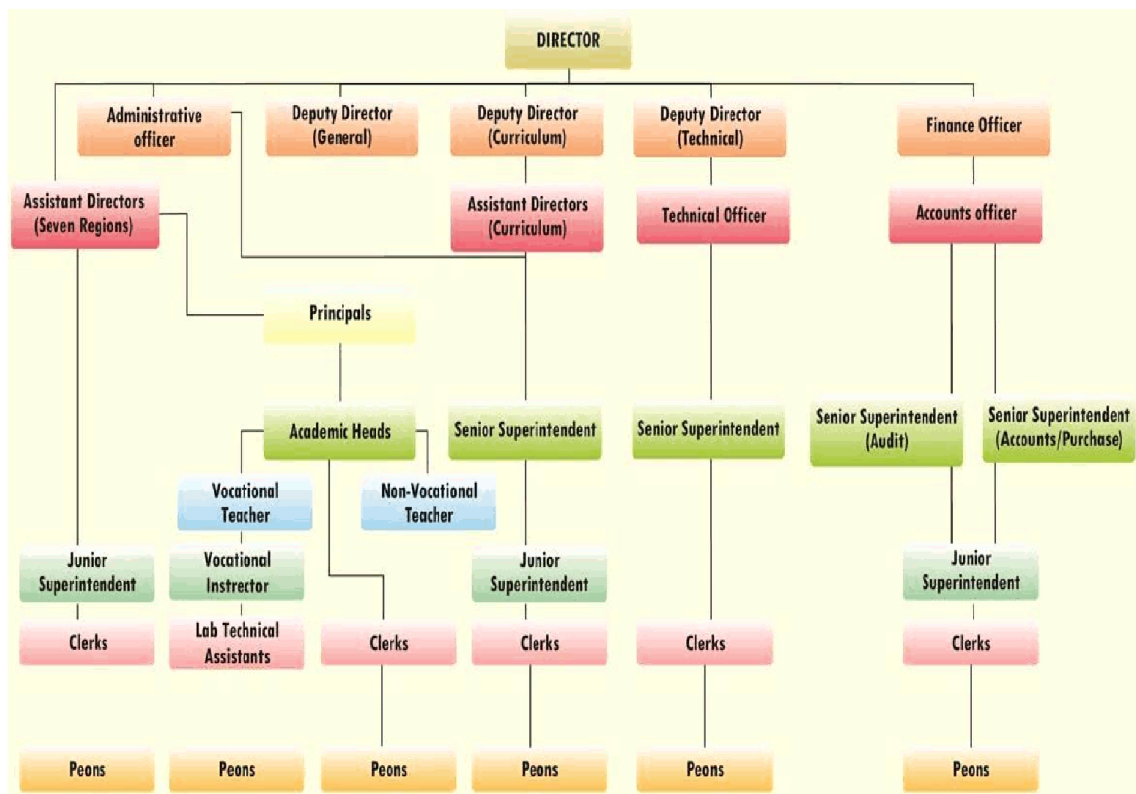 DIRECTOR
Administrative
officer
Deputy Director
(General)
Deputy Director
(Curriculum)
Deputy Director
(Technical)
Finance Officer
Assistant Directors
(Seven Regions)
Assistant Directors
(Curriculum)
Technical Officer
Accounts officer
Principals
Academic Heads
Senior Superintendent
Senior Superintendent
Senior Superintendent
(Audit)
Senior Superintendent
(Accounts/Purchase)
Vocational
Teacher
Non-Vocational
Teacher
Junior
Superintendent
Vocational
Instrector
Junior
Superintendent
Junior
Superintendent
Clerks
Lab Technical
Assistants
Clerks
Clerks
Clerks
Clerks
Peons
Peons
Peons
Peons
Peons
Peons